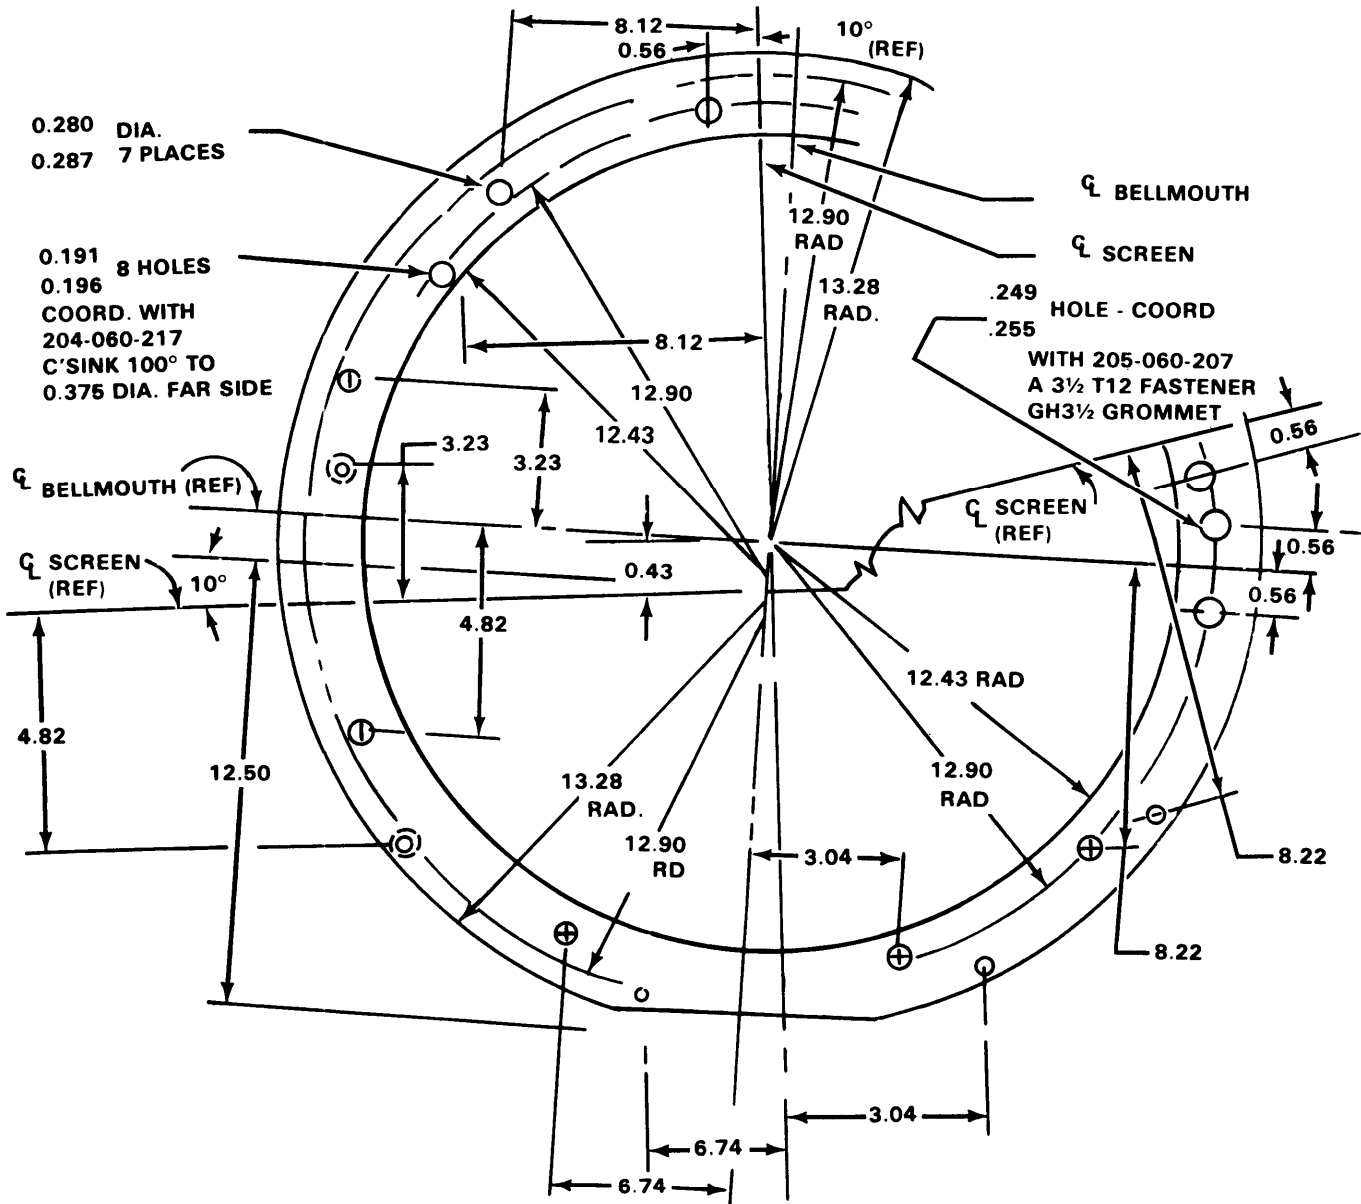 8.12
0.56
10°
(REF)
0.280 DIA.
0.287 7 PLACES
℄ BELLMOUTH
12.90
RAD
℄ SCREEN
0.191 8 HOLES
0.196
COORD. WITH
204-060-217
C'SINK 100° TO
0.375 DIA. FAR SIDE
13.28
RAD.
.249 HOLE - COORD
.255
WITH 205-060-207
A 3½ T12 FASTENER
GH3½ GROMMET
8.12
12.90
12.43
0.56
3.23
3.23
℄ BELLMOUTH (REF)
℄ SCREEN
(REF)
0.56
℄ SCREEN
(REF)
10°
0.43
0.56
4.82
12.43 RAD
4.82
12.50
13.28
RAD.
12.90
RAD
12.90
RD
3.04
8.22
8.22
3.04
6.74
6.74